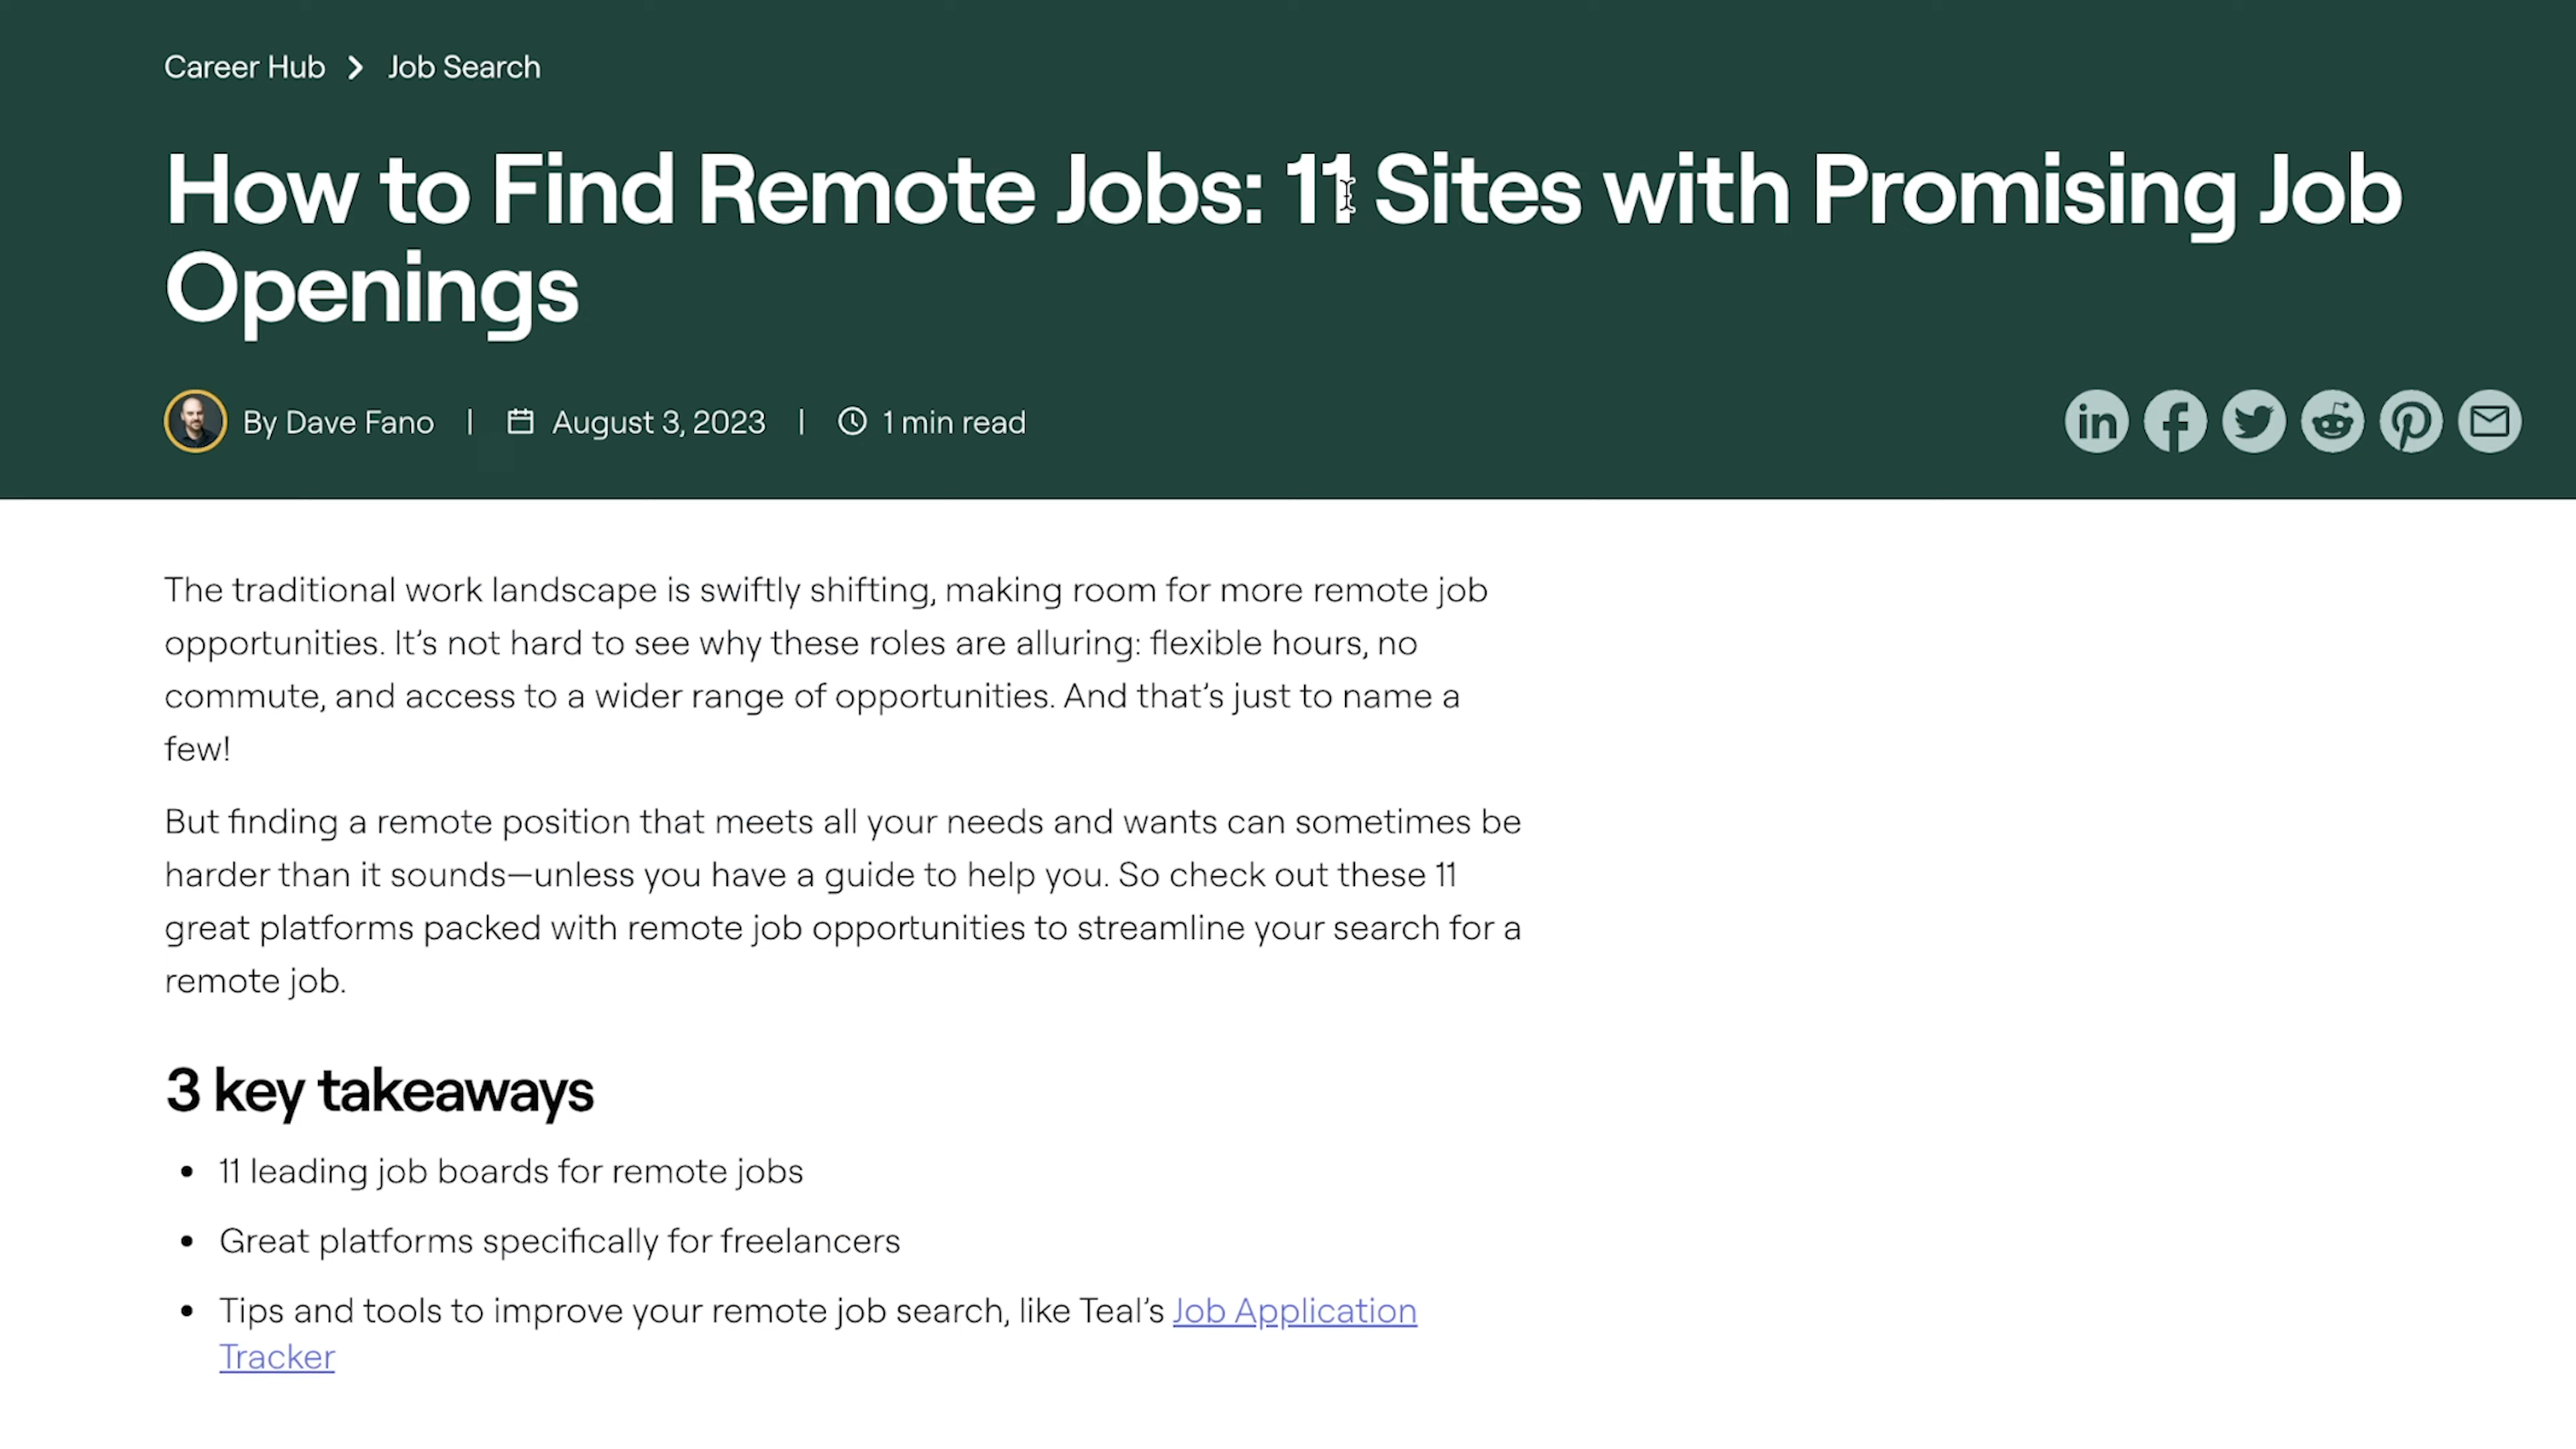 Career Hub > Job Search
How to Find Remote Jobs: 11 Sites with Promising Job
Openings
By Dave Fano | August 3, 2023 | 1 min read
The traditional work landscape is swiftly shifting, making room for more remote job
opportunities. It’s not hard to see why these roles are alluring: flexible hours, no
commute, and access to a wider range of opportunities. And that’s just to name a
few!
But finding a remote position that meets all your needs and wants can sometimes be
harder than it sounds—unless you have a guide to help you. So check out these 11
great platforms packed with remote job opportunities to streamline your search for a
remote job.
3 key takeaways
• 11 leading job boards for remote jobs
• Great platforms specifically for freelancers
• Tips and tools to improve your remote job search, like Teal’s Job Application
Tracker